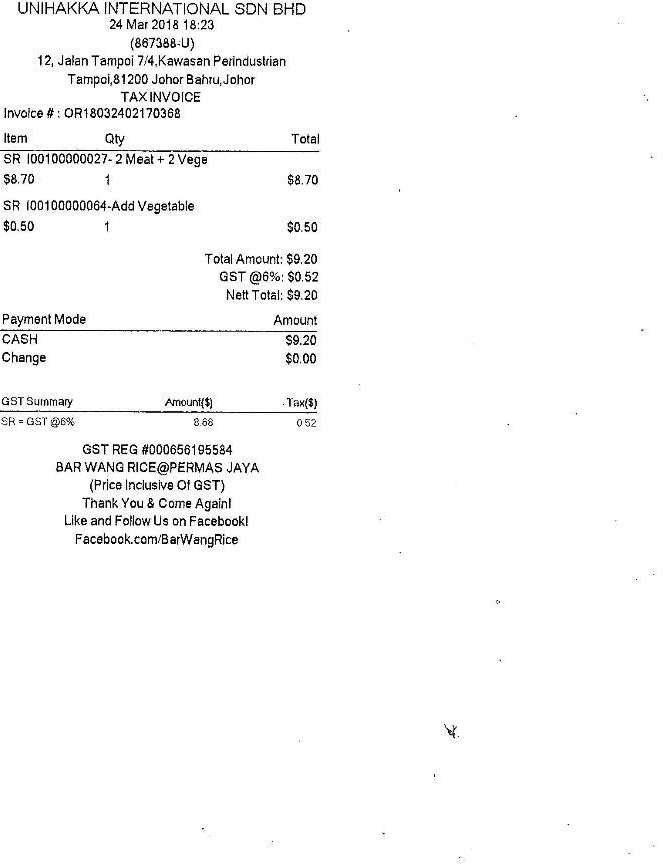 UNIHAKKA INTERNATIONAL SDN BHD
24 Mar 2018 18:23
(867388-U)
12, Jalan Tampoi 7/4,Kawasan Perindustrian
Tampoi,81200 Johor Bahru,Johor
TAX INVOICE
Invoice # : OR18032402170368
Item Qty Total
SR I00100000027- 2 Meat + 2 Vege
$8.70 1 $8.70
SR I00100000064-Add Vegetable
$0.50 1 $0.50
Total Amount: $9.20
GST @6%: $0.52
Nett Total: $9.20
Payment Mode Amount
CASH $9.20
Change $0.00
GST Summary Amount($) Tax($)
SR = GST @6% 8.68 0.52
GST REG #000656195584
BAR WANG RICE@PERMAS JAYA
(Price Inclusive Of GST)
Thank You & Come Again!
Like and Follow Us on Facebook!
Facebook.com/BarWangRice